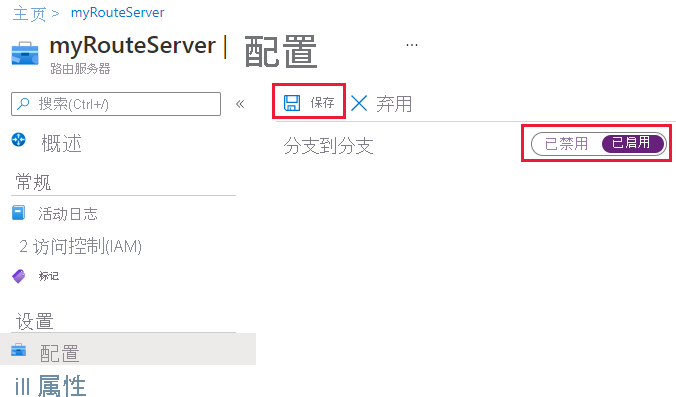 主页 > myRouteServer
myRouteServer | 配置 ...
路由服务器
搜索(Ctrl+/) «
保存 弃用
概述
分支到分支 已禁用 已启用
常规
活动日志
2 访问控制(IAM)
标记
设置
配置
ill 属性